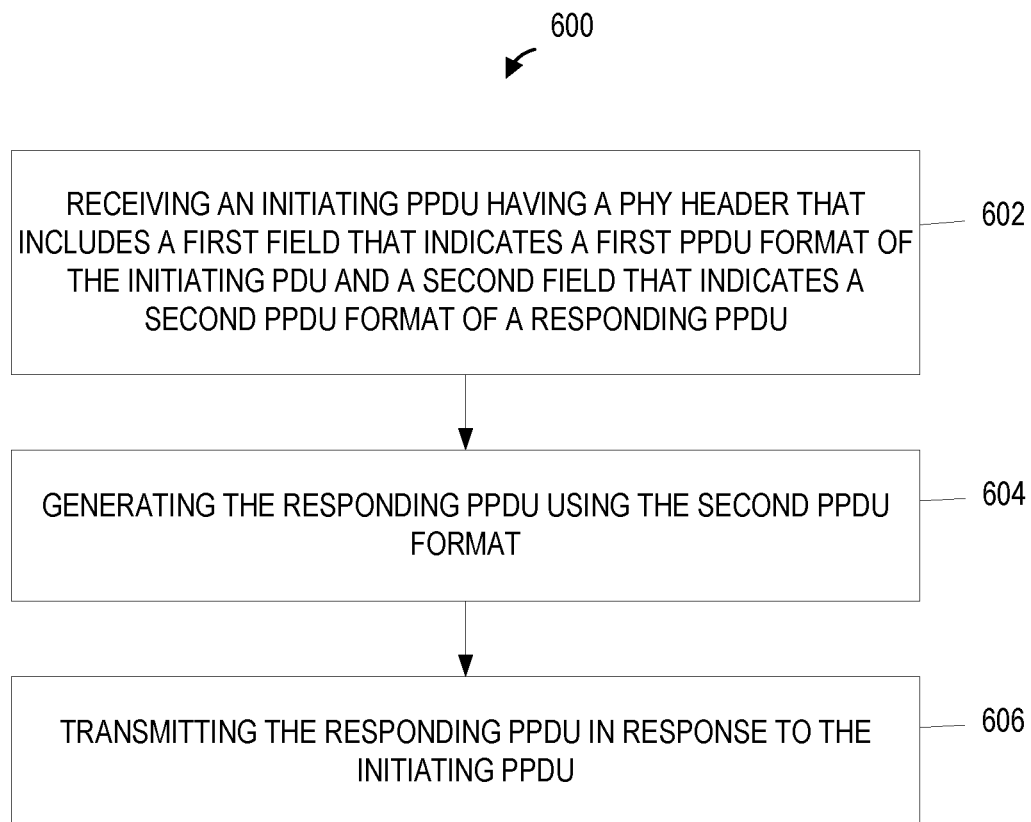 600
RECEIVING AN INITIATING PPDU HAVING A PHY HEADER THAT
INCLUDES A FIRST FIELD THAT INDICATES A FIRST PPDU FORMAT OF
THE INITIATING PDU AND A SECOND FIELD THAT INDICATES A
SECOND PPDU FORMAT OF A RESPONDING PPDU
602
GENERATING THE RESPONDING PPDU USING THE SECOND PPDU
FORMAT
604
TRANSMITTING THE RESPONDING PPDU IN RESPONSE TO THE
INITIATING PPDU
606